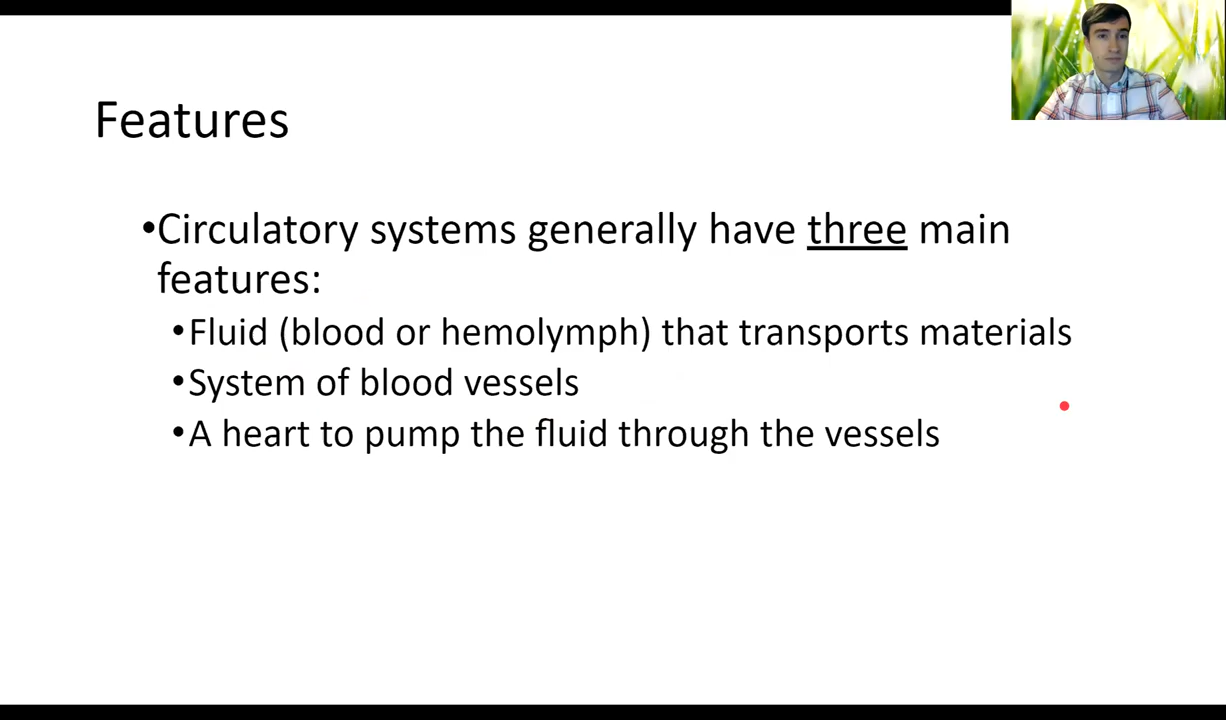 Features
•Circulatory systems generally have three main
features:
•Fluid (blood or hemolymph) that transports materials
•System of blood vessels
•A heart to pump the fluid through the vessels